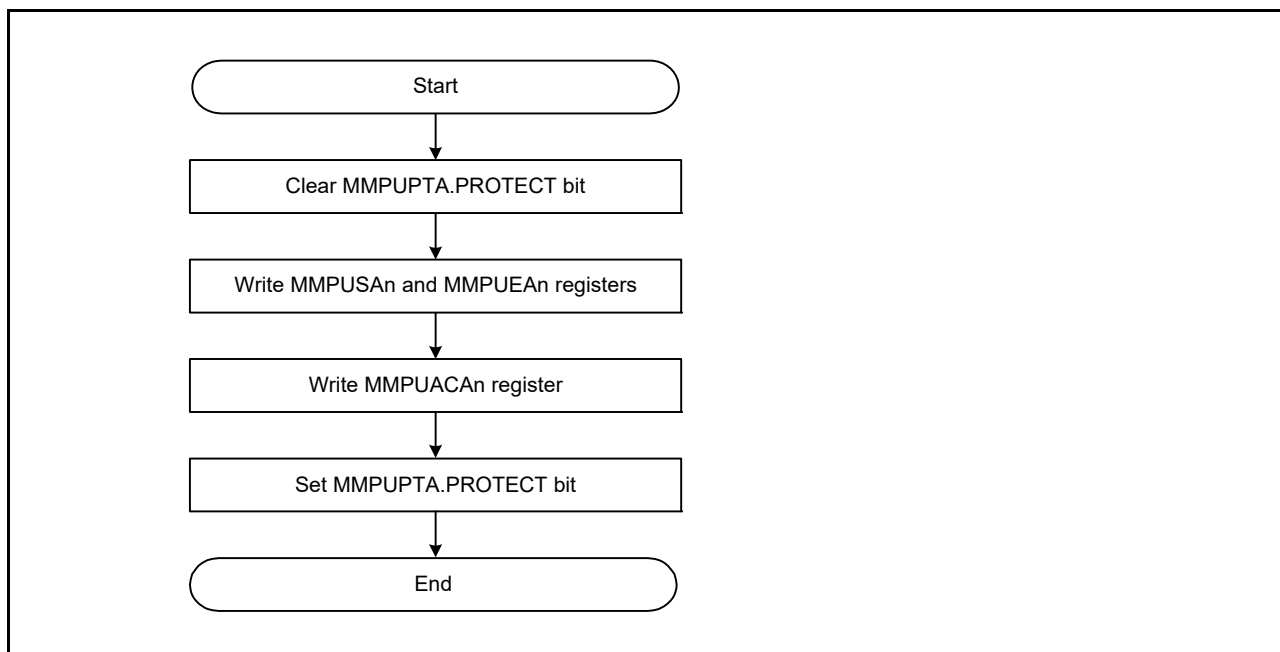 Start
Clear MMPUPTA.PROTECT bit
Write MMPUSAn and MMPUEAn registers
Write MMPUACAn register
Set MMPUPTA.PROTECT bit
End